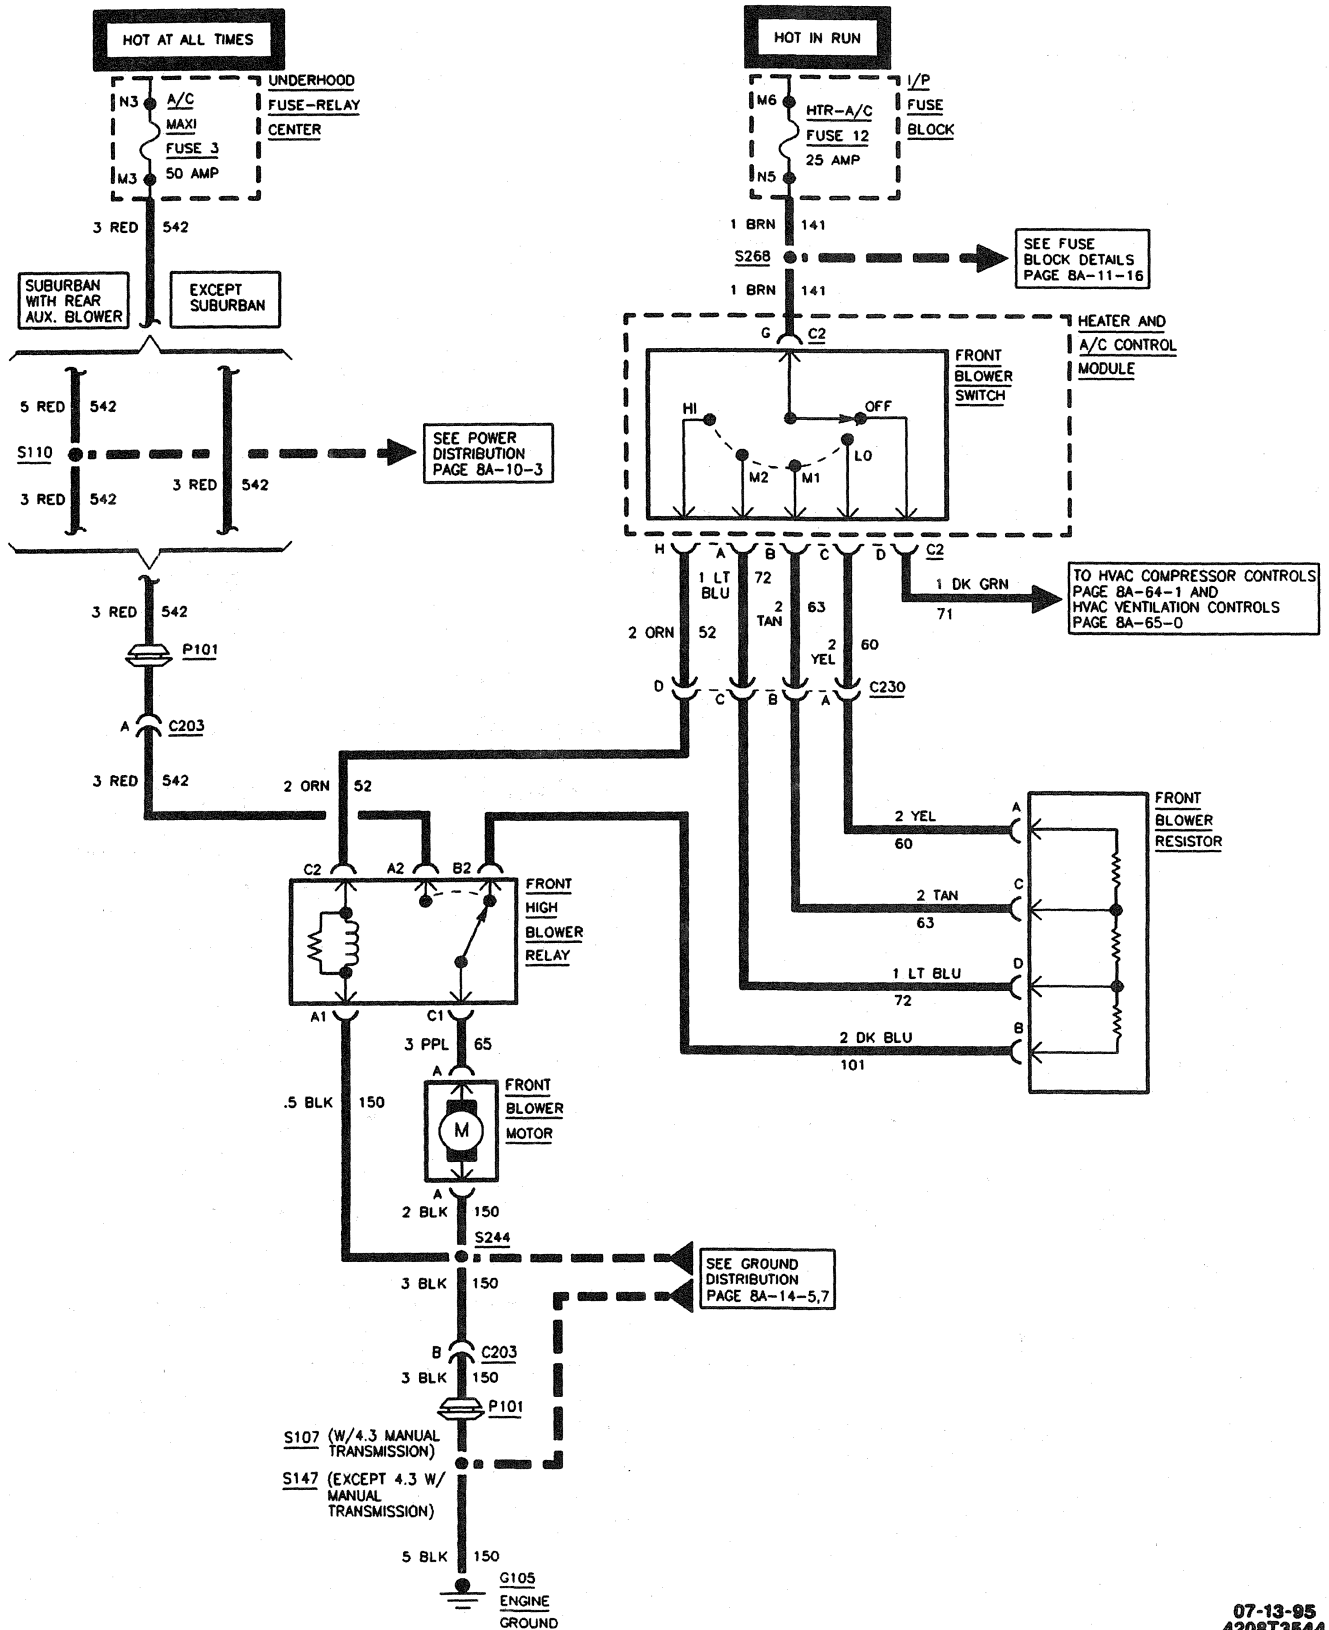 HOT AT ALL TIMES
HOT IN RUN
N3
A/C
MAXI
FUSE 3
50 AMP
M3
UNDERHOOD
FUSE-RELAY
CENTER
M6
HTR-A/C
FUSE 12
25 AMP
N5
I/P
FUSE
BLOCK
3 RED 542
1 BRN 141
S268
SEE FUSE
BLOCK DETAILS
PAGE 8A-11-16
1 BRN 141
SUBURBAN
WITH REAR
AUX. BLOWER
EXCEPT
SUBURBAN
G C2
HEATER AND
A/C CONTROL
MODULE
FRONT
BLOWER
SWITCH
HI
M2
M1
LO
OFF
5 RED 542
S110
3 RED 542
3 RED 542
SEE POWER
DISTRIBUTION
PAGE 8A-10-3
H A B C D C2
1 LT
BLU
72
2
TAN
63
2 ORN 52
2
YEL
60
1 DK GRN
71
TO HVAC COMPRESSOR CONTROLS
PAGE 8A-64-1 AND
HVAC VENTILATION CONTROLS
PAGE 8A-65-0
D C B A C230
3 RED 542
P101
A C203
3 RED 542
2 ORN 52
FRONT
BLOWER
RESISTOR
A
2 YEL
60
C
2 TAN
63
D
1 LT BLU
72
B
2 DK BLU
101
C2 A2 B2
FRONT
HIGH
BLOWER
RELAY
A1 C1
3 PPL 65
A
.5 BLK 150
FRONT
BLOWER
MOTOR
M
A
2 BLK 150
S244
3 BLK 150
SEE GROUND
DISTRIBUTION
PAGE 8A-14-5,7
B C203
3 BLK 150
P101
S107 (W/4.3 MANUAL
TRANSMISSION)
S147 (EXCEPT 4.3 W/
MANUAL
TRANSMISSION)
5 BLK 150
G105
ENGINE
GROUND
07-13-95
4208T3544